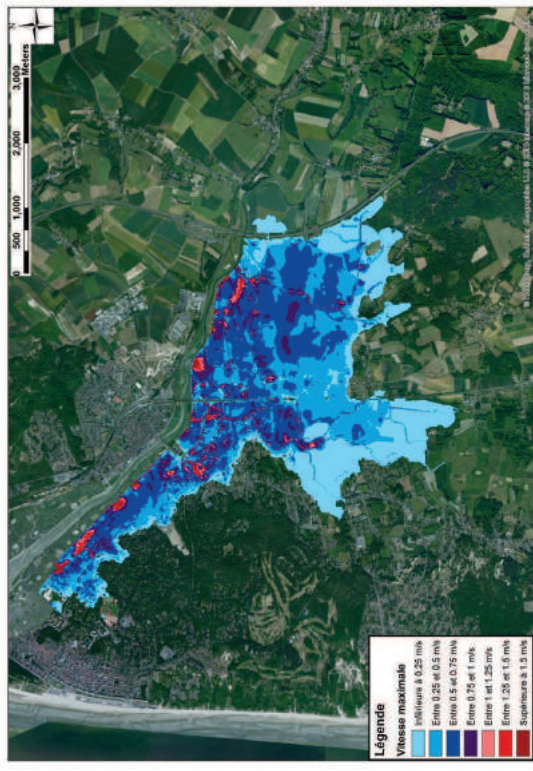 0 500 1,000 2,000 3,000
Meters
Légende
Vitesse maximale
Inférieure à 0.25 m/s
Entre 0.25 et 0.5 m/s
Entre 0.5 et 0.75 m/s
Entre 0.75 et 1 m/s
Entre 1 et 1.25 m/s
Entre 1.25 et 1.5 m/s
Supérieure à 1.5 m/s